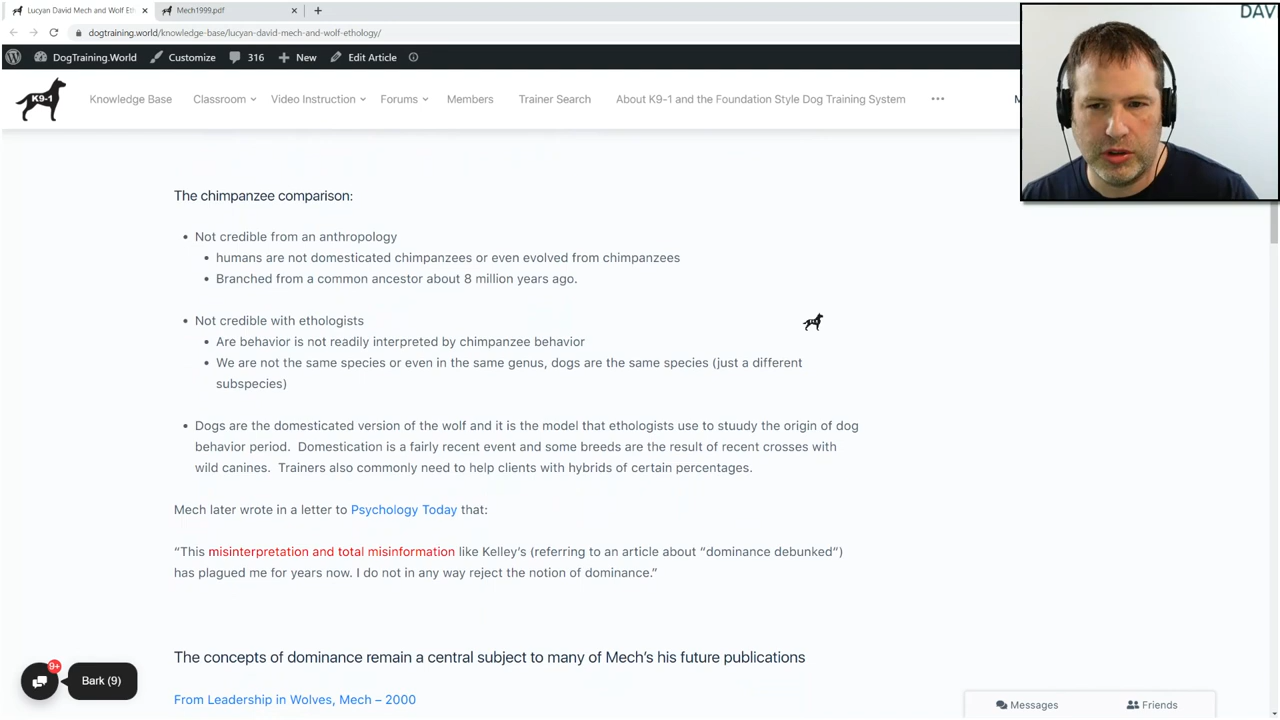 Lucyan David Mech and Wolf Eth
Mech1999.pdf
dogtraining.world/knowledge-base/lucyan-david-mech-and-wolf-ethology/
DogTraining.World
Customize
316
New
Edit Article
K9-1
Knowledge Base
Classroom
Video Instruction
Forums
Members
Trainer Search
About K9-1 and the Foundation Style Dog Training System
DAV
The chimpanzee comparison:
Not credible from an anthropology
humans are not domesticated chimpanzees or even evolved from chimpanzees
Branched from a common ancestor about 8 million years ago.
Not credible with ethologists
Are behavior is not readily interpreted by chimpanzee behavior
We are not the same species or even in the same genus, dogs are the same species (just a different
subspecies)
Dogs are the domesticated version of the wolf and it is the model that ethologists use to stuudy the origin of dog
behavior period. Domestication is a fairly recent event and some breeds are the result of recent crosses with
wild canines. Trainers also commonly need to help clients with hybrids of certain percentages.
Mech later wrote in a letter to Psychology Today that:
“This misinterpretation and total misinformation like Kelley’s (referring to an article about “dominance debunked”)
has plagued me for years now. I do not in any way reject the notion of dominance.”
The concepts of dominance remain a central subject to many of Mech’s his future publications
From Leadership in Wolves, Mech – 2000
9+
Bark (9)
Messages
Friends